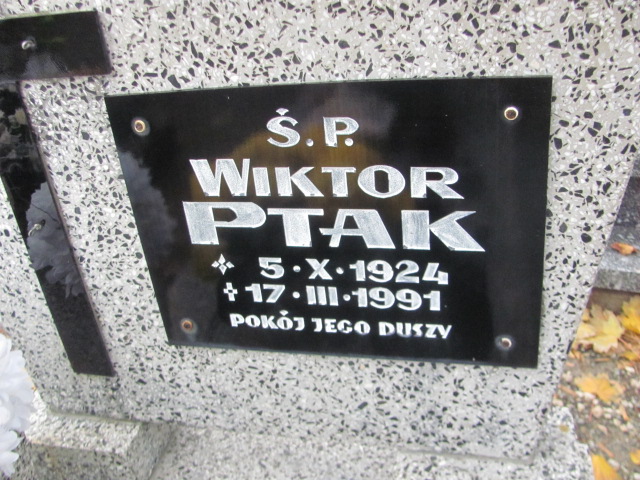 Ś.P.
WIKTOR
PTAK
5·X·1924
17·III·1991
POKÓJ JEGO DUSZY